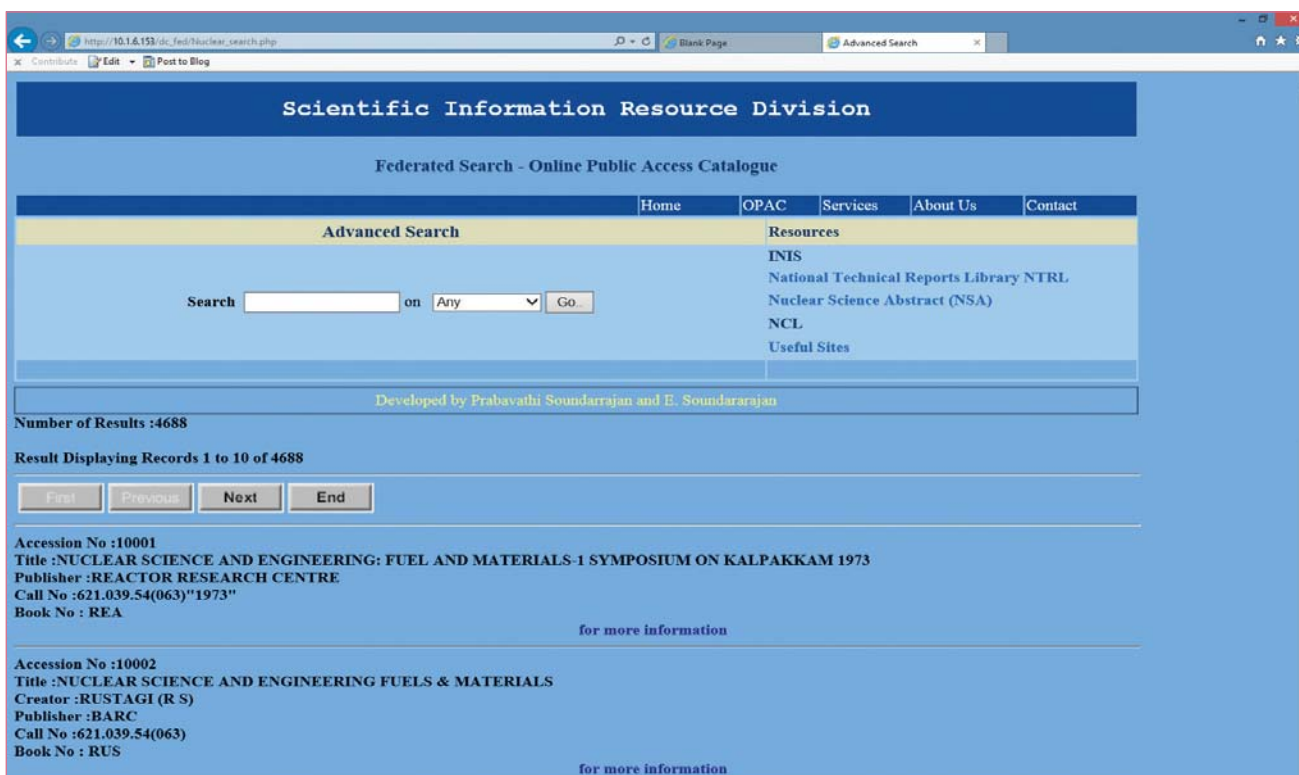 http://10.1.6.153/dc_fed/Nuclear_search.php
Blank Page
Advanced Search
x Contribute Edit Post to Blog
Scientific Information Resource Division
Federated Search - Online Public Access Catalogue
Home OPAC Services About Us Contact
Advanced Search Resources
INIS
National Technical Reports Library NTRL
Search on Any Go..
Nuclear Science Abstract (NSA)
NCL
Useful Sites
Developed by Prabavathi Soundarrajan and E. Soundararajan
Number of Results :4688
Result Displaying Records 1 to 10 of 4688
First Previous Next End
Accession No :10001
Title :NUCLEAR SCIENCE AND ENGINEERING: FUEL AND MATERIALS-1 SYMPOSIUM ON KALPAKKAM 1973
Publisher :REACTOR RESEARCH CENTRE
Call No :621.039.54(063)"1973"
Book No : REA
for more information
Accession No :10002
Title :NUCLEAR SCIENCE AND ENGINEERING FUELS & MATERIALS
Creator :RUSTAGI (R S)
Publisher :BARC
Call No :621.039.54(063)
Book No : RUS
for more information